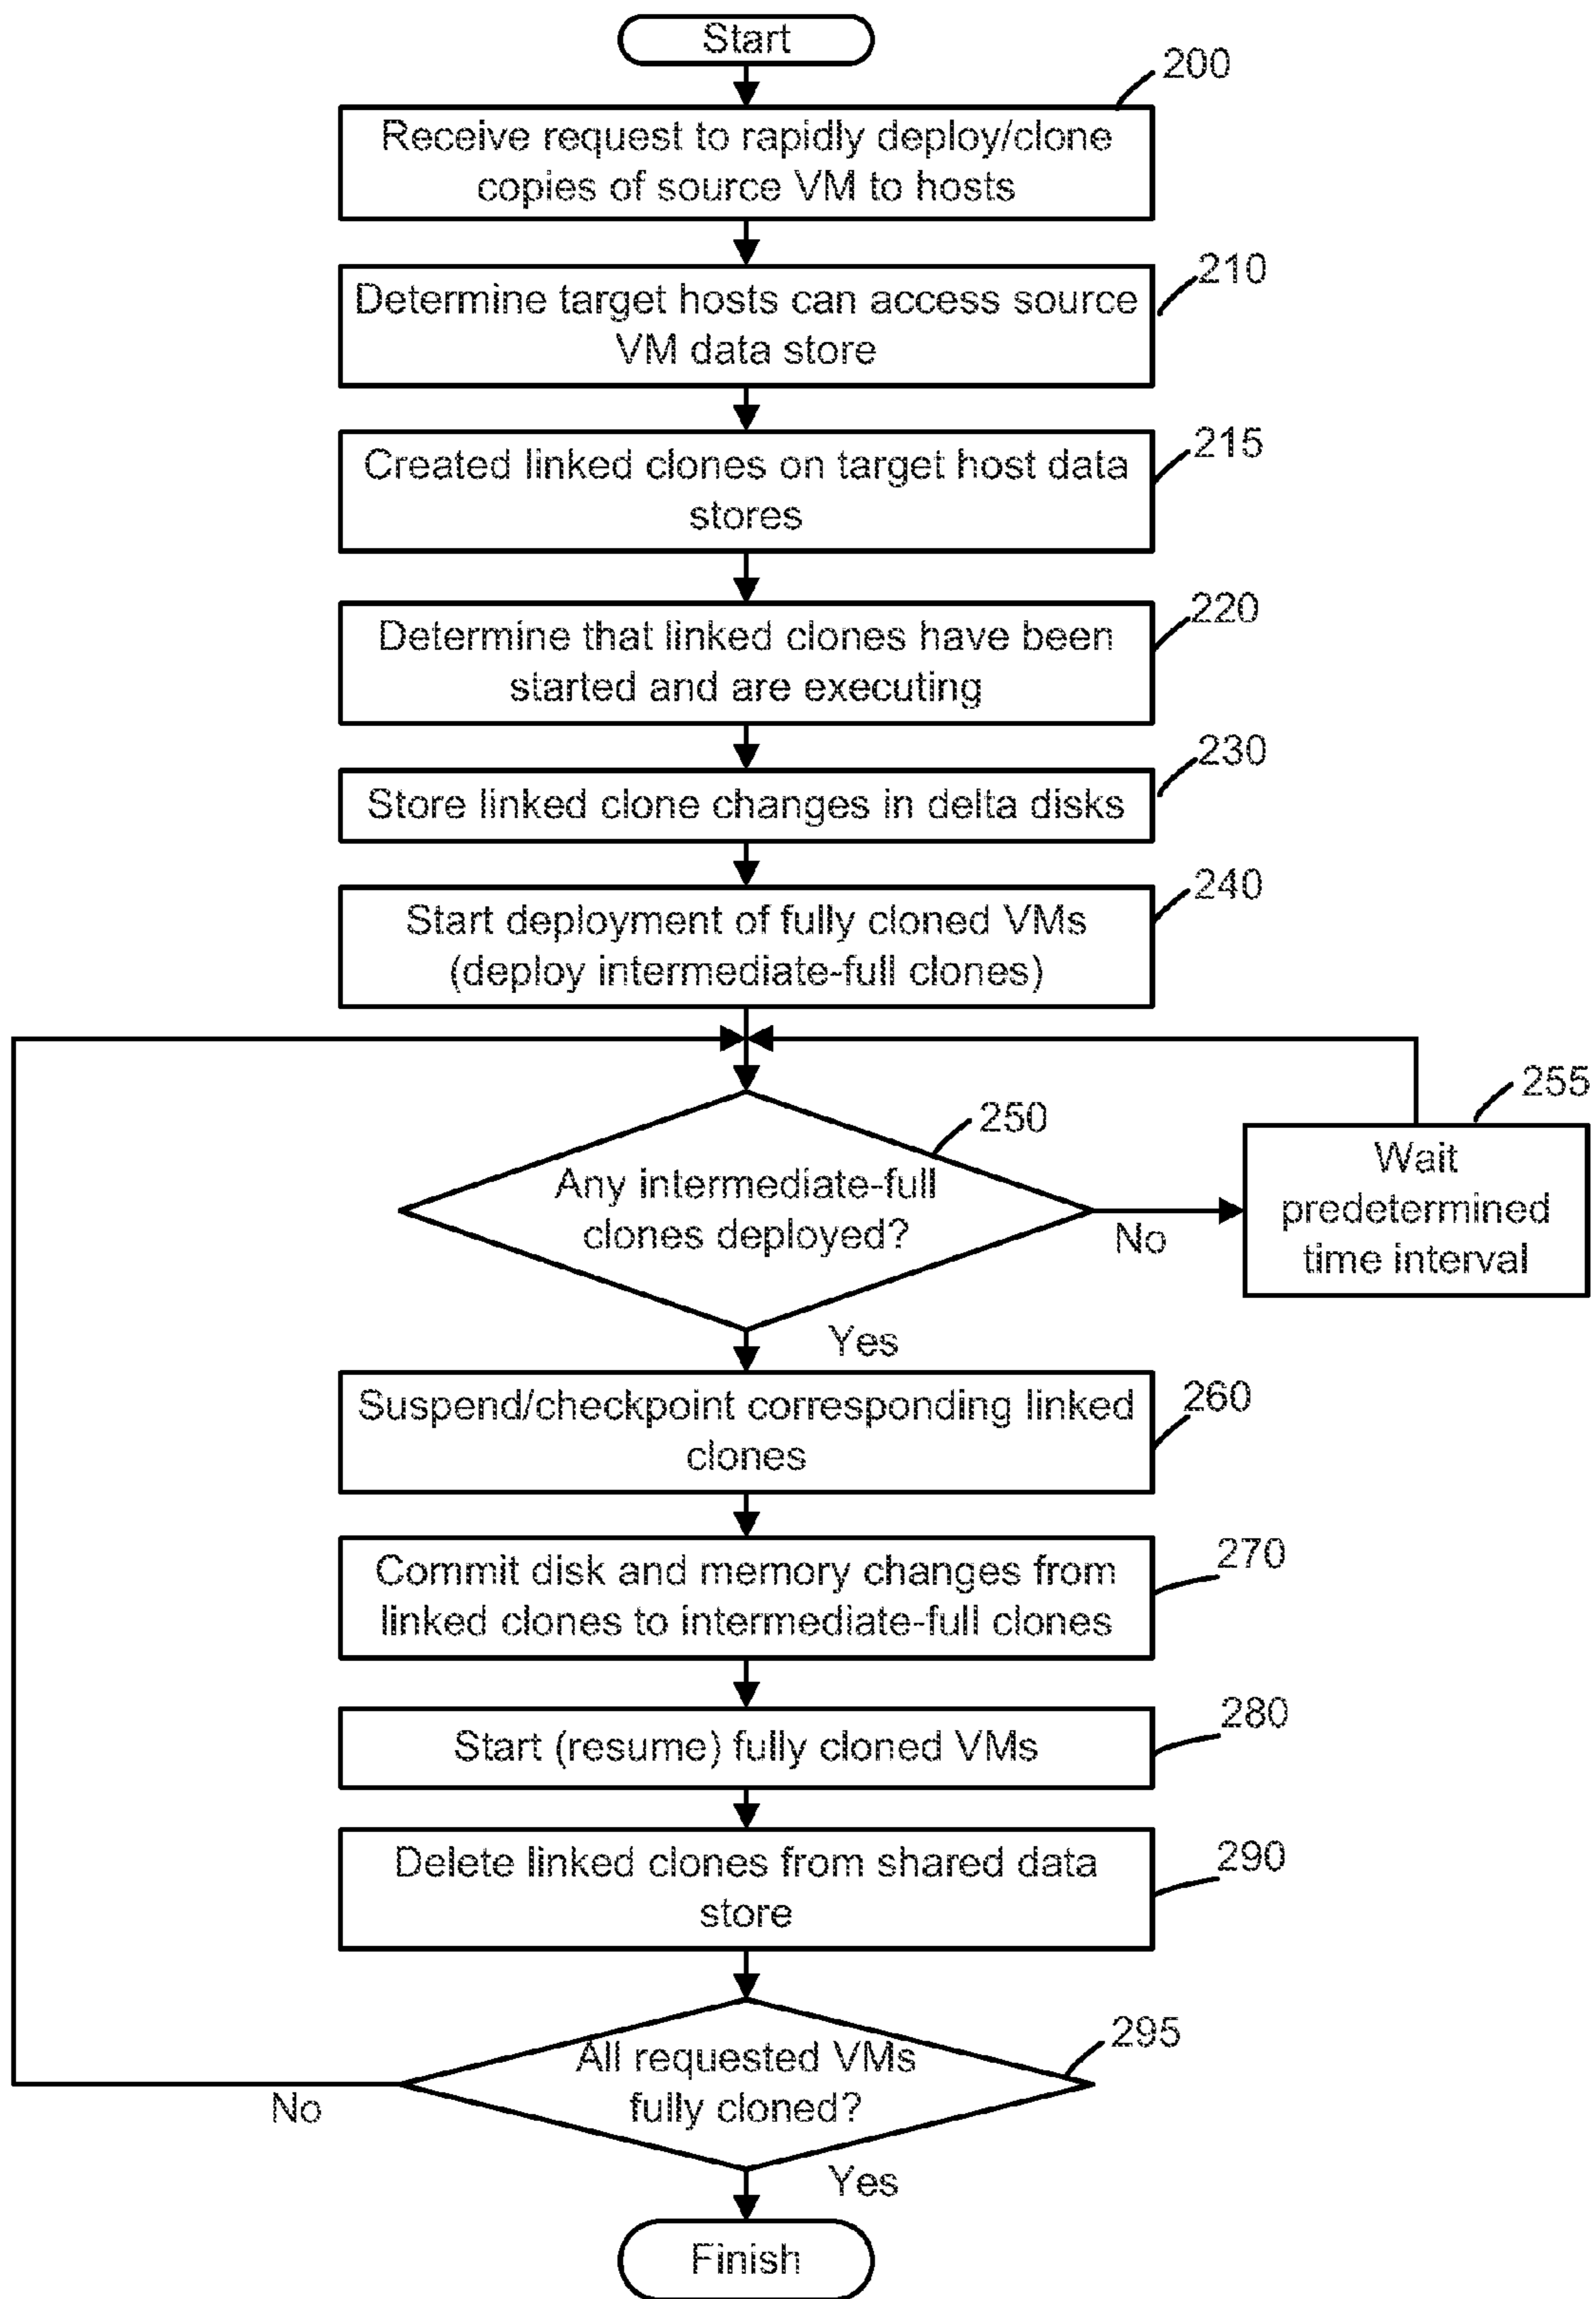 Start
200
Receive request to rapidly deploy/clone
copies of source VM to hosts
210
Determine target hosts can access source
VM data store
215
Created linked clones on target host data
stores
220
Determine that linked clones have been
started and are executing
230
Store linked clone changes in delta disks
240
Start deployment of fully cloned VMs
(deploy intermediate-full clones)
250
Any intermediate-full
clones deployed?
No
255
Wait
predetermined
time interval
Yes
260
Suspend/checkpoint corresponding linked
clones
270
Commit disk and memory changes from
linked clones to intermediate-full clones
280
Start (resume) fully cloned VMs
290
Delete linked clones from shared data
store
295
All requested VMs
fully cloned?
No
Yes
Finish